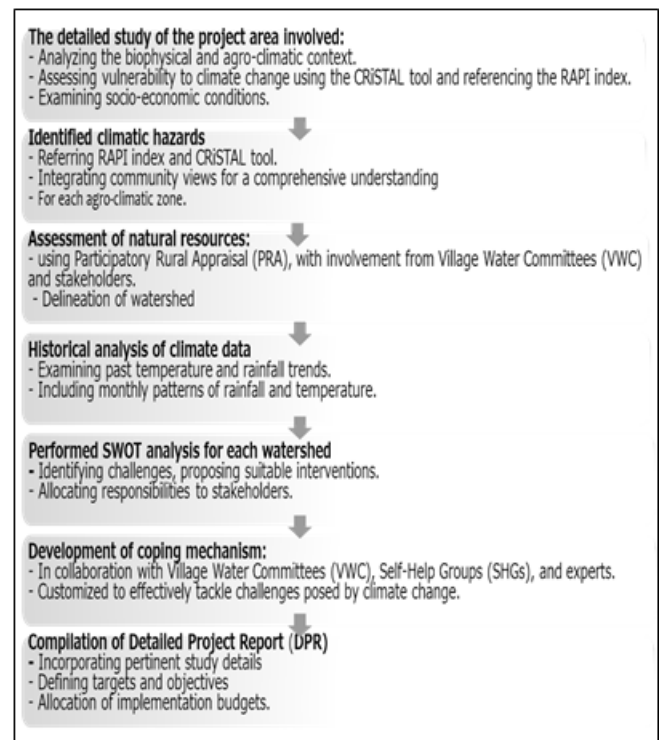 The detailed study of the project area involved:
- Analyzing the biophysical and agro-climatic context.
- Assessing vulnerability to climate change using the CRiSTAL tool and referencing the RAPI index.
- Examining socio-economic conditions.
Identified climatic hazards
- Referring RAPI index and CRiSTAL tool.
- Integrating community views for a comprehensive understanding
- For each agro-climatic zone.
Assessment of natural resources:
- using Participatory Rural Appraisal (PRA), with involvement from Village Water Committees (VWC)
and stakeholders.
- Delineation of watershed
Historical analysis of climate data
- Examining past temperature and rainfall trends.
- Including monthly patterns of rainfall and temperature.
Performed SWOT analysis for each watershed
- Identifying challenges, proposing suitable interventions.
- Allocating responsibilities to stakeholders.
Development of coping mechanism:
- In collaboration with Village Water Committees (VWC), Self-Help Groups (SHGs), and experts.
- Customized to effectively tackle challenges posed by climate change.
Compilation of Detailed Project Report (DPR)
- Incorporating pertinent study details
- Defining targets and objectives
- Allocation of implementation budgets.